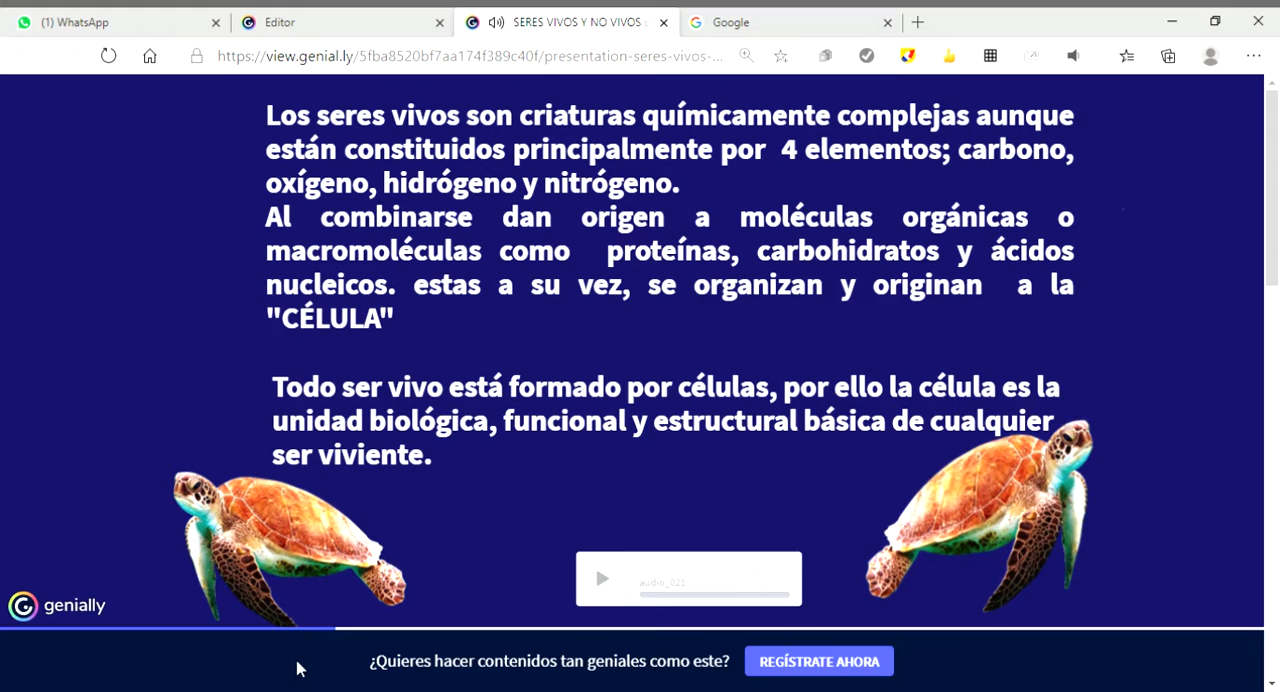 (1) WhatsApp
Editor
SERES VIVOS Y NO VIVOS
Google
https://view.genial.ly/5fba8520bf7aa174f389c40f/presentation-seres-vivos-...
Los seres vivos son criaturas químicamente complejas aunque
están constituidos principalmente por 4 elementos; carbono,
oxígeno, hidrógeno y nitrógeno.
Al combinarse dan origen a moléculas orgánicas o
macromoléculas como proteínas, carbohidratos y ácidos
nucleicos. estas a su vez, se organizan y originan a la
"CÉLULA"
Todo ser vivo está formado por células, por ello la célula es la
unidad biológica, funcional y estructural básica de cualquier
ser viviente.
audio_021
genially
¿Quieres hacer contenidos tan geniales como este?
REGÍSTRATE AHORA